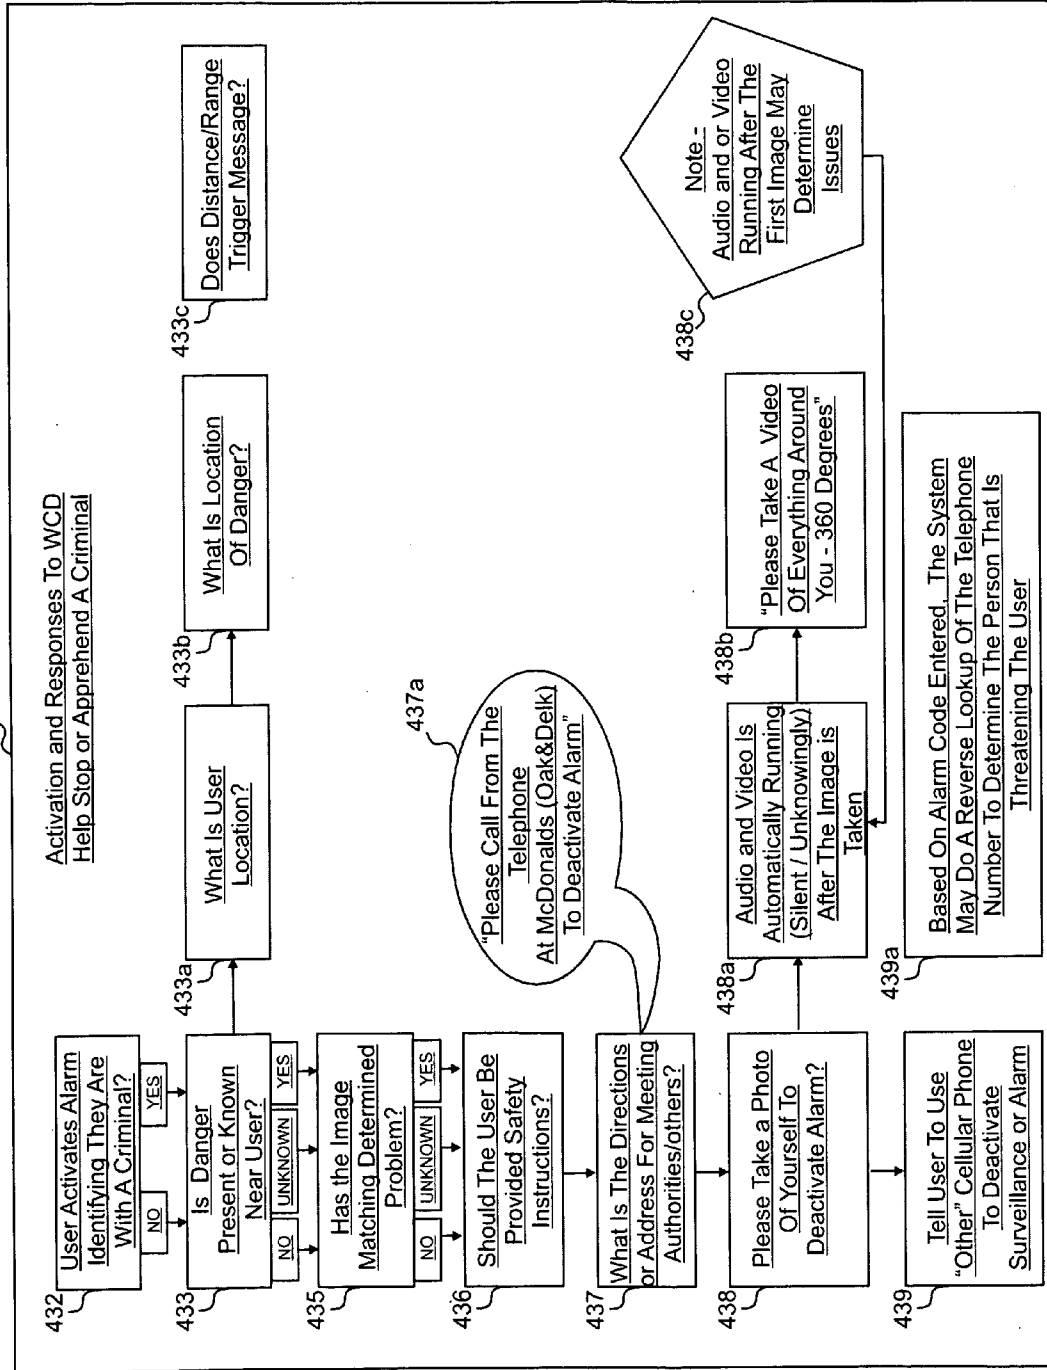 Activation and Responses To WCD
Help Stop or Apprehend A Criminal
432
User Activates Alarm
Identifying They Are
With A Criminal?
NO
YES
433
Is Danger
Present or Known
Near User?
NO
UNKNOWN
YES
433a
What Is User
Location?
433b
What Is Location
Of Danger?
433c
Does Distance/Range
Trigger Message?
435
Has the Image
Matching Determined
Problem?
NO
UNKNOWN
YES
436
Should The User Be
Provided Safety
Instructions?
437
What Is The Directions
or Address For Meeting
Authorities/others?
437a
"Please Call From The
Telephone
At McDonalds (Oak&Delk)
To Deactivate Alarm"
438
Please Take a Photo
Of Yourself To
Deactivate Alarm?
438a
Audio and Video Is
Automatically Running
(Silent / Unknowingly)
After The Image is
Taken
438b
"Please Take A Video
Of Everything Around
You - 360 Degrees"
438c
Note -
Audio and or Video
Running After The
First Image May
Determine
Issues
439
Tell User To Use
"Other" Cellular Phone
To Deactivate
Surveillance or Alarm
439a
Based On Alarm Code Entered, The System
May Do A Reverse Lookup Of The Telephone
Number To Determine The Person That Is
Threatening The User